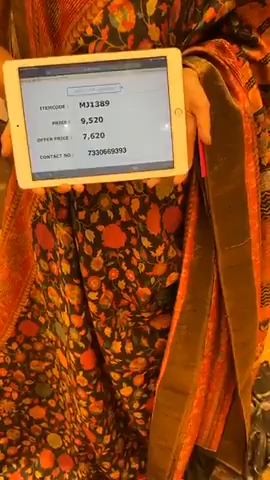 ITEMCODE : MJ1389
PRICE : 9,520
OFFER PRICE : 7,620
CONTACT NO : 7330669393